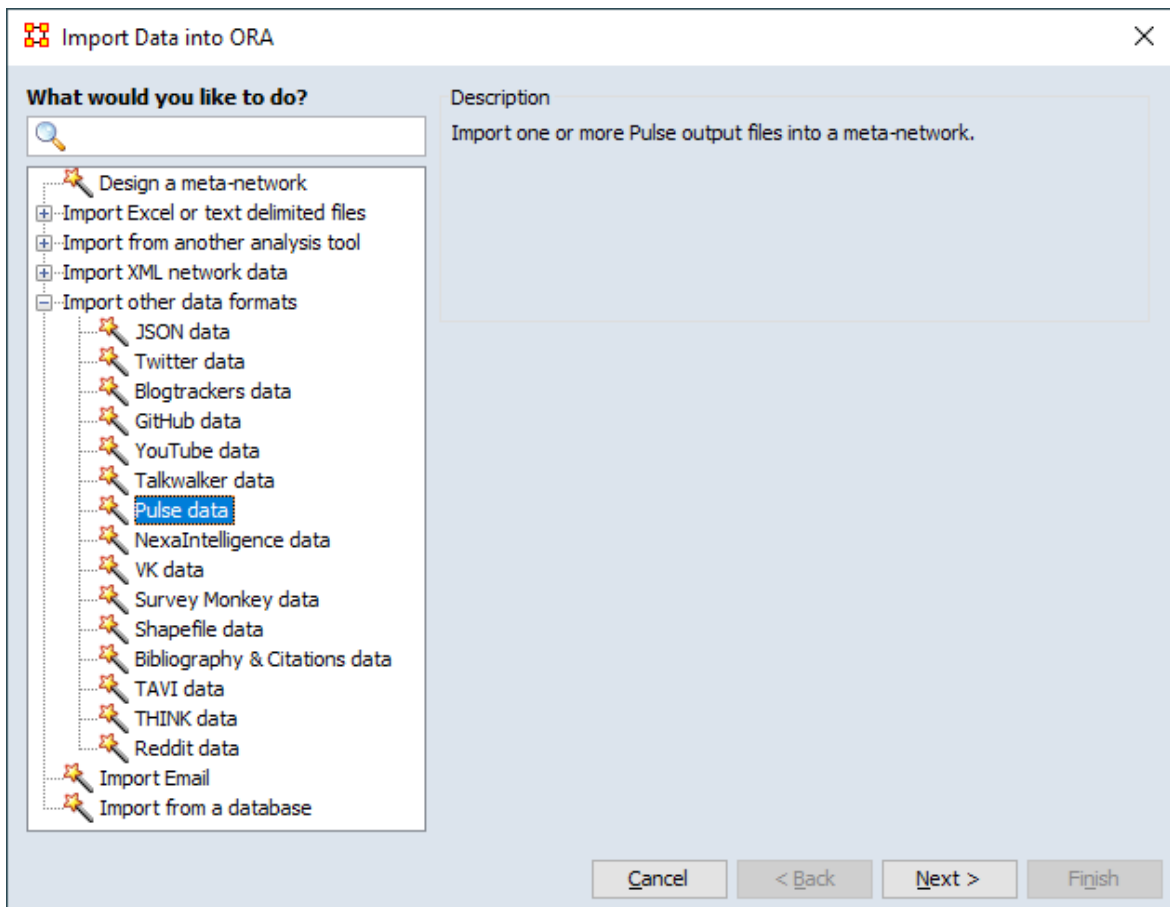 Import Data into ORA
What would you like to do?
Description
Import one or more Pulse output files into a meta-network.
Design a meta-network
Import Excel or text delimited files
Import from another analysis tool
Import XML network data
Import other data formats
JSON data
Twitter data
Blogtrackers data
GitHub data
YouTube data
Talkwalker data
Pulse data
NexaIntelligence data
VK data
Survey Monkey data
Shapefile data
Bibliography & Citations data
TAVI data
THINK data
Reddit data
Import Email
Import from a database
Cancel
< Back
Next >
Finish